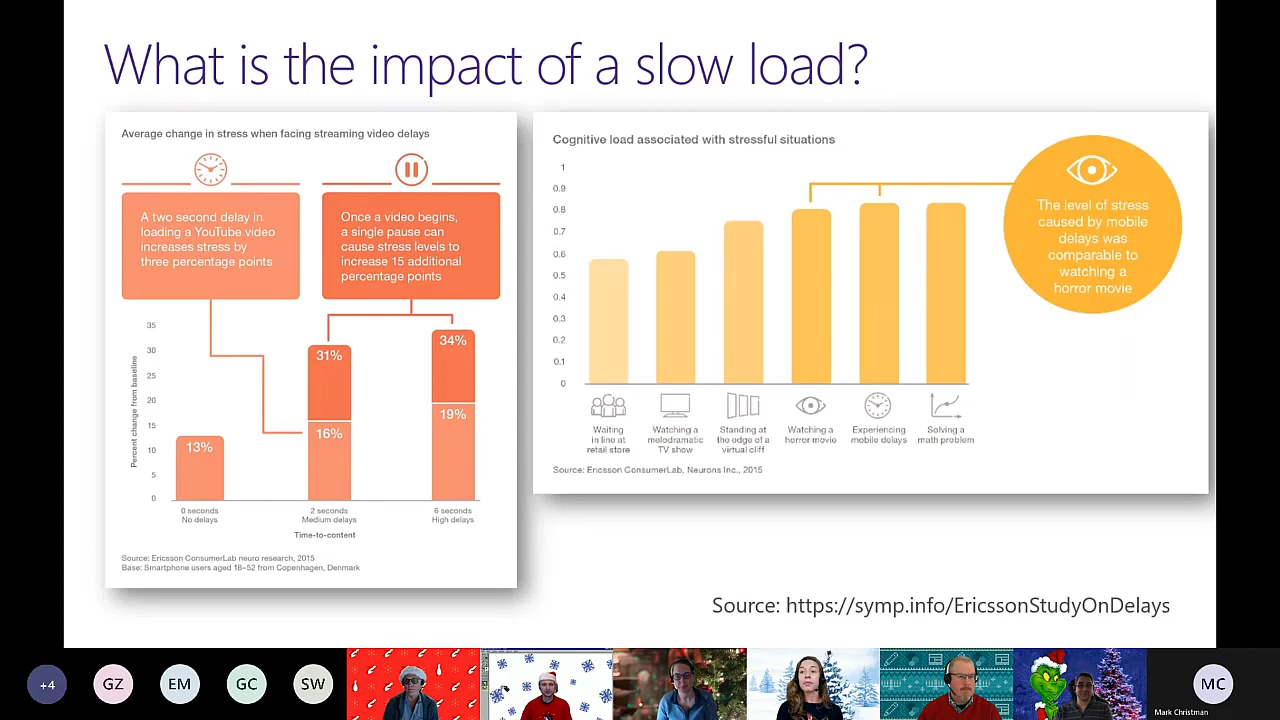 What is the impact of a slow load?
Average change in stress when facing streaming video delays
A two second delay in
loading a YouTube video
increases stress by
three percentage points
Once a video begins,
a single pause can
cause stress levels to
increase 15 additional
percentage points
Percent change from baseline
35
30
25
20
15
10
5
0
13%
31%
16%
34%
19%
0 seconds
No delays
2 seconds
Medium delays
6 seconds
High delays
Time-to-content
Source: Ericsson ConsumerLab neuro research, 2015
Base: Smartphone users aged 18–52 from Copenhagen, Denmark
Cognitive load associated with stressful situations
1
0.9
0.8
0.7
0.6
0.5
0.4
0.3
0.2
0.1
0
The level of stress
caused by mobile
delays was
comparable to
watching a
horror movie
Waiting
in line at
retail store
Watching a
melodramatic
TV show
Standing at
the edge of a
virtual cliff
Watching a
horror movie
Experiencing
mobile delays
Solving a
math problem
Source: Ericsson ConsumerLab, Neurons Inc., 2015
Source: https://symp.info/EricssonStudyOnDelays
+4
GZ
EM
GC
SW
MC
Mark Christman